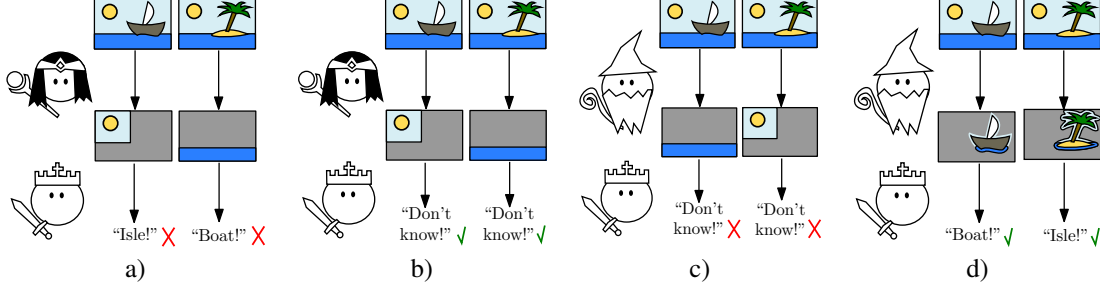 "Isle!" "Boat!"
"Don't know!" "Don't know!"
"Don't know!" "Don't know!"
"Boat!" "Isle!"
a) b) c) d)